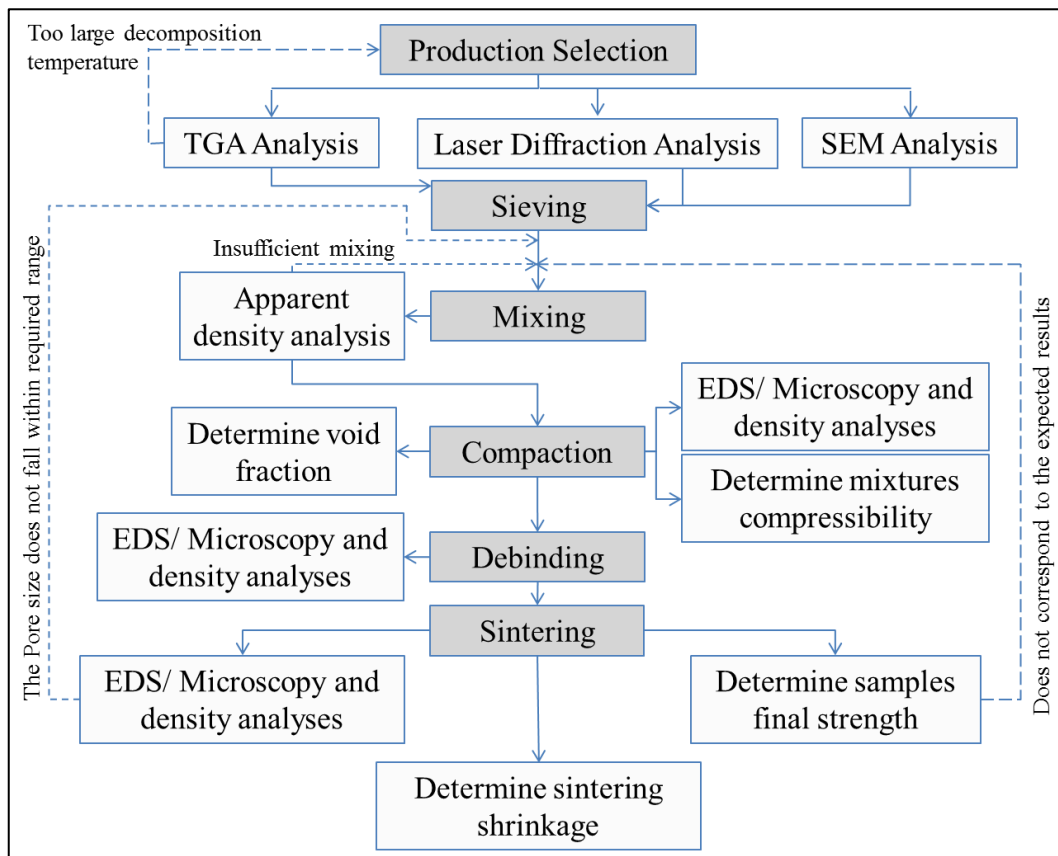 Too large decomposition
temperature
Production Selection
TGA Analysis
Laser Diffraction Analysis
SEM Analysis
Sieving
Insufficient mixing
Apparent
density analysis
Mixing
EDS/ Microscopy and
density analyses
Determine void
fraction
Compaction
Determine mixtures
compressibility
EDS/ Microscopy and
density analyses
Debinding
Sintering
EDS/ Microscopy and
density analyses
Determine samples
final strength
Determine sintering
shrinkage
The Pore size does not fall within required range
Does not correspond to the expected results